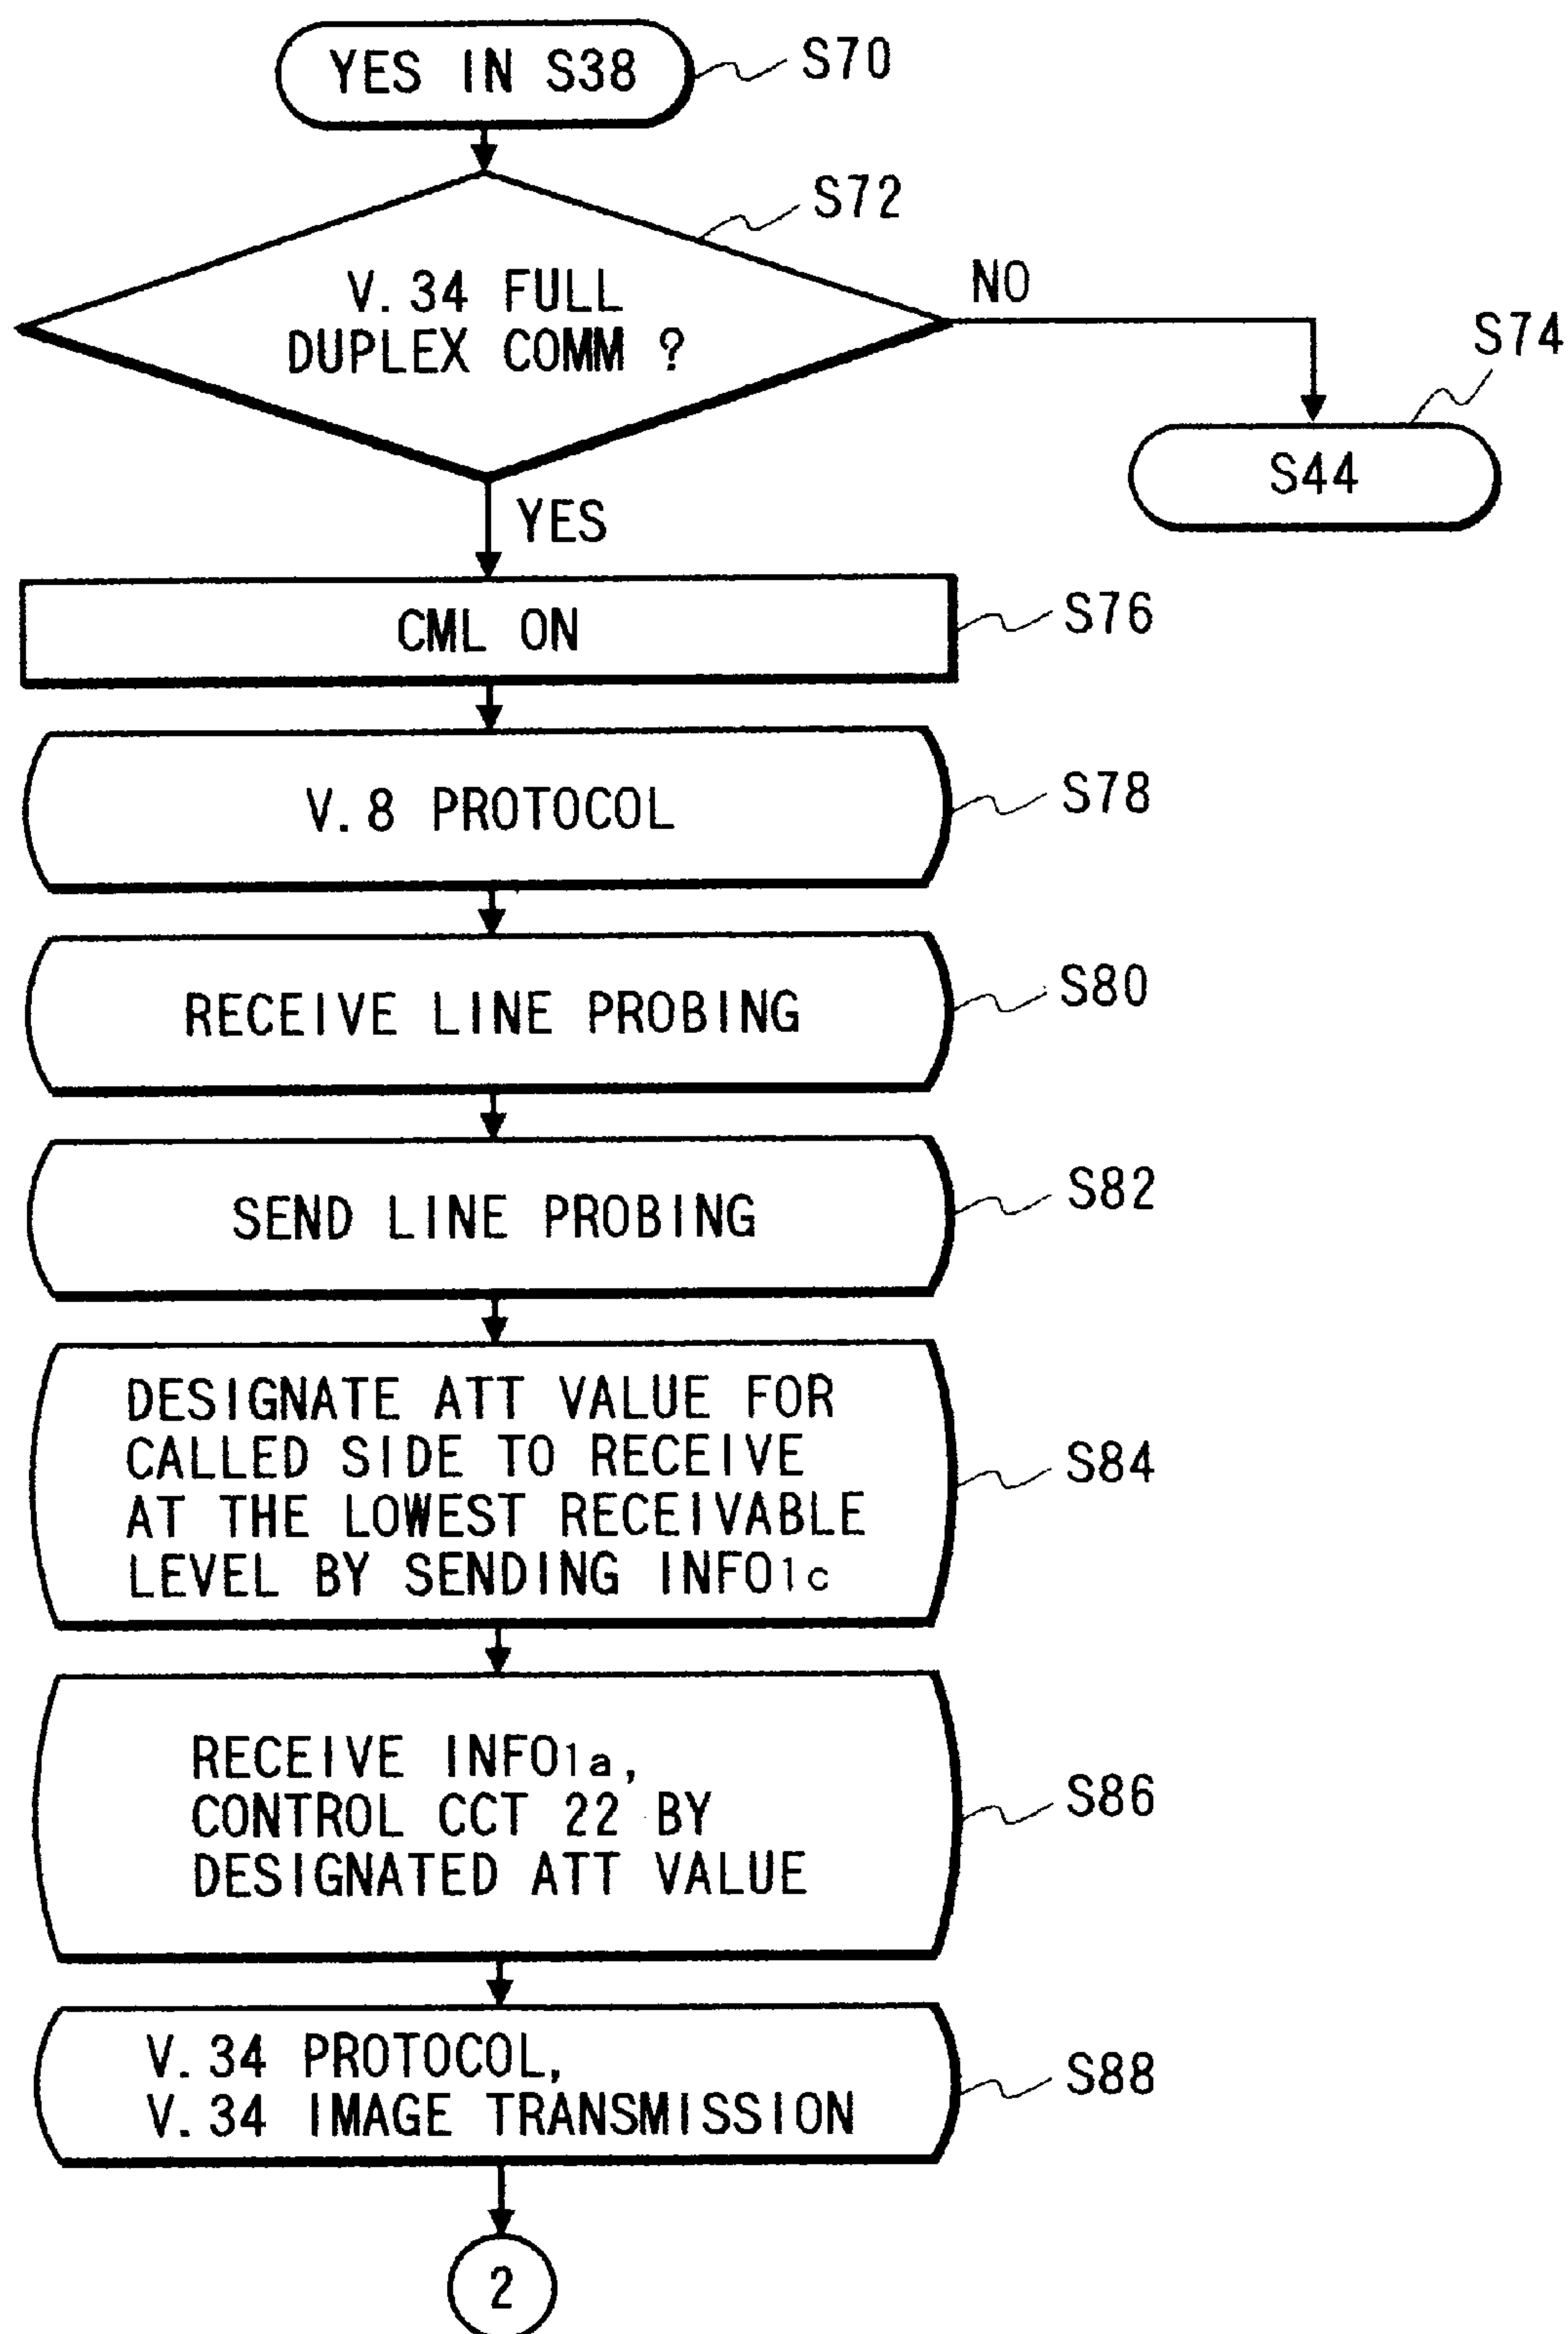 YES IN S38
S70
S72
V.34 FULL
DUPLEX COMM ?
NO
S74
S44
YES
CML ON
S76
V.8 PROTOCOL
S78
RECEIVE LINE PROBING
S80
SEND LINE PROBING
S82
DESIGNATE ATT VALUE FOR
CALLED SIDE TO RECEIVE
AT THE LOWEST RECEIVABLE
LEVEL BY SENDING INFO1c
S84
RECEIVE INFO1a,
CONTROL CCT 22 BY
DESIGNATED ATT VALUE
S86
V.34 PROTOCOL,
V.34 IMAGE TRANSMISSION
S88
2